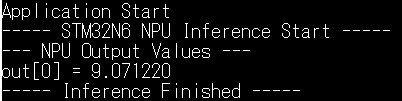 Application Start
----- STM32N6 NPU Inference Start -----
--- NPU Output Values ---
out[0] = 9.071220
----- Inference Finished -----